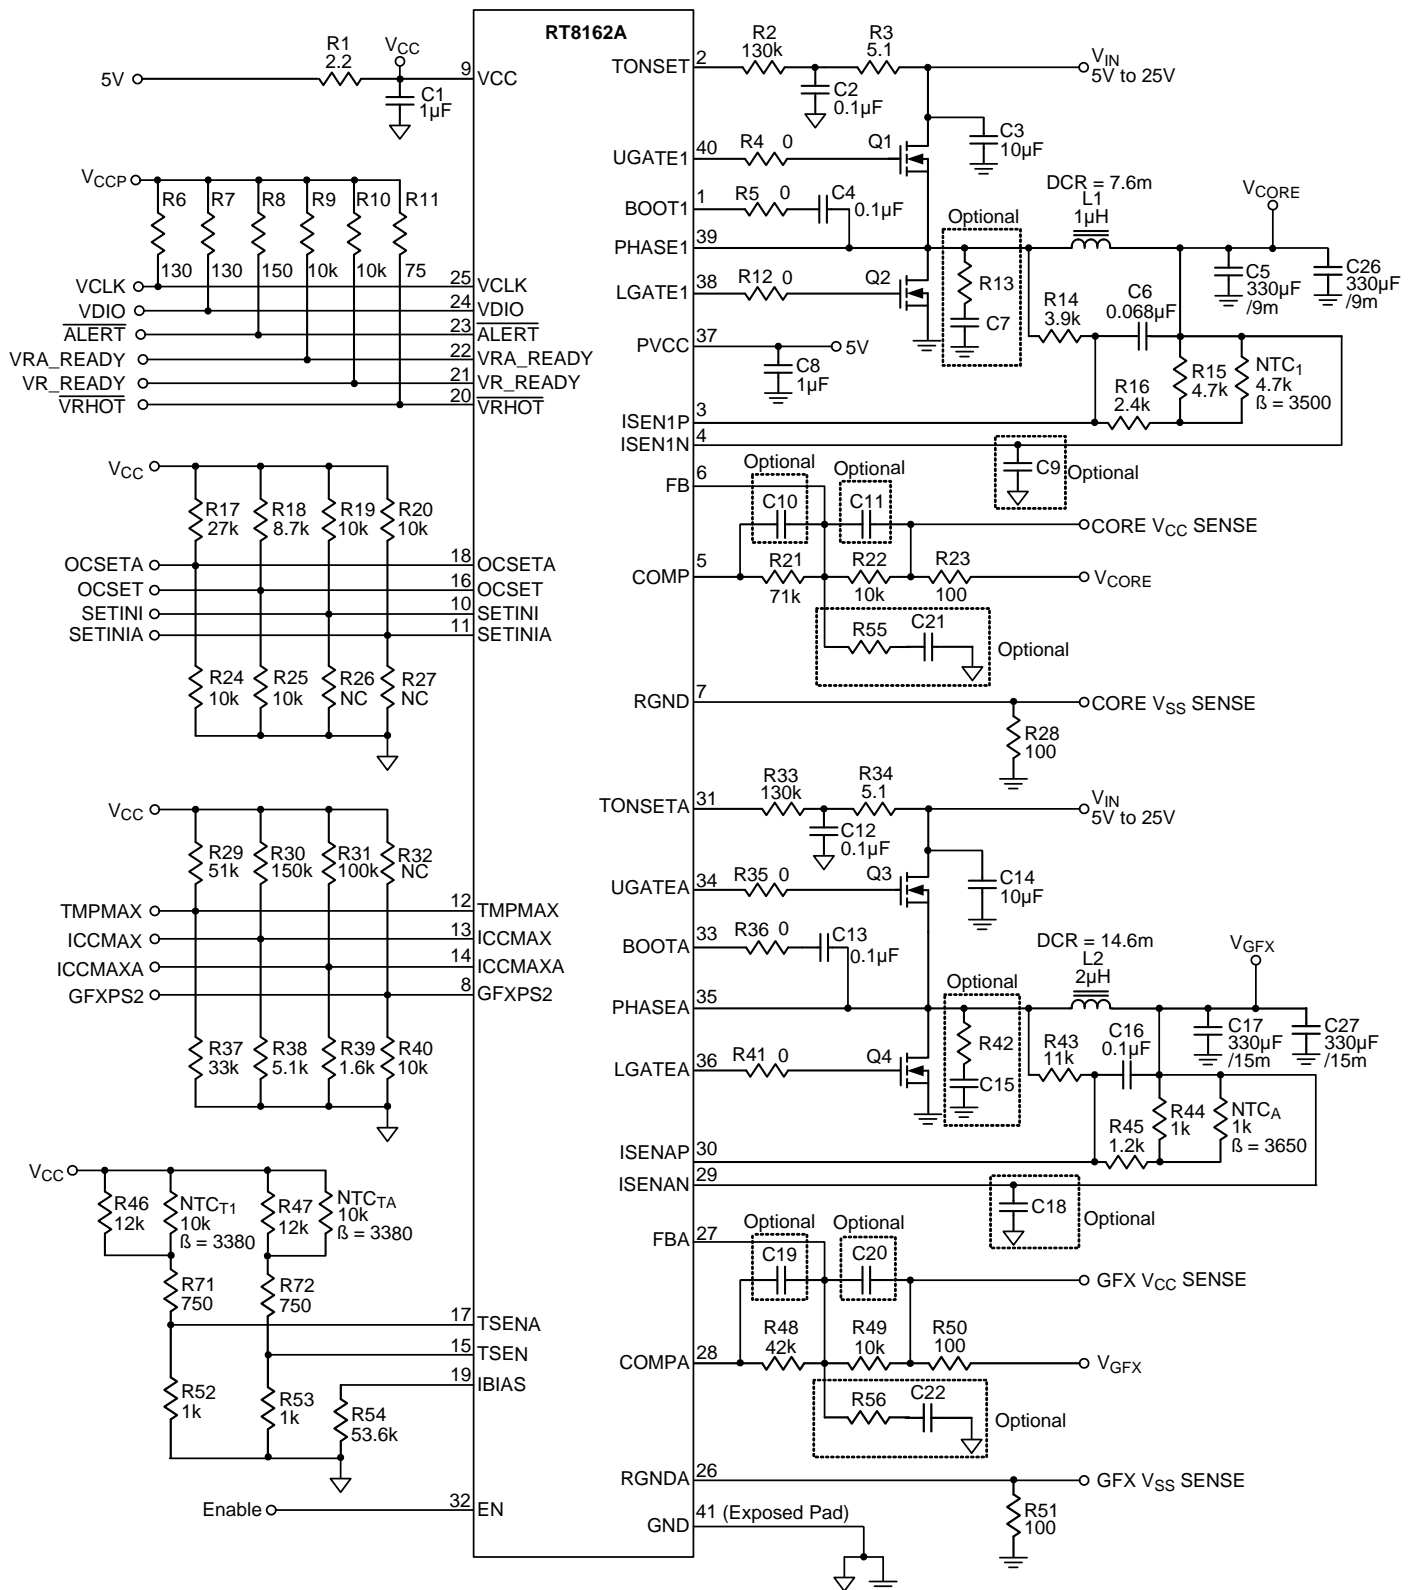 RT8162A
5V
R1
2.2
VCC
C1
1µF
9
VCC
VCCP
R6
R7
R8
R9
R10
R11
130
130
150
10k
10k
75
VCLK
25
VCLK
VDIO
24
VDIO
ALERT
23
ALERT
VRA_READY
22
VRA_READY
VR_READY
21
VR_READY
VRHOT
20
VRHOT
VCC
R17
27k
R18
8.7k
R19
10k
R20
10k
OCSETA
18
OCSETA
OCSET
16
OCSET
SETINI
10
SETINI
SETINIA
11
SETINIA
R24
10k
R25
10k
R26
NC
R27
NC
VCC
R29
51k
R30
150k
R31
100k
R32
NC
TMPMAX
12
TMPMAX
ICCMAX
13
ICCMAX
ICCMAXA
14
ICCMAXA
GFXPS2
8
GFXPS2
R37
33k
R38
5.1k
R39
1.6k
R40
10k
VCC
R46
12k
NTCT1
10k
ß = 3380
R47
12k
NTCTA
10k
ß = 3380
R71
750
R72
750
17
TSENA
15
TSEN
19
IBIAS
R52
1k
R53
1k
R54
53.6k
Enable
32
EN
TONSET
2
R2
130k
R3
5.1
VIN
5V to 25V
C2
0.1µF
C3
10µF
UGATE1
40
R4 0
Q1
BOOT1
1
R5 0
C4
0.1µF
PHASE1
39
Optional
R13
C7
DCR = 7.6m
L1
1µH
VCORE
C5
330µF
/9m
C26
330µF
/9m
LGATE1
38
R12 0
Q2
R14
3.9k
C6
0.068µF
PVCC
37
5V
C8
1µF
R16
2.4k
R15
4.7k
NTC1
4.7k
ß = 3500
ISEN1P
3
ISEN1N
4
C9
Optional
FB
6
Optional
C10
Optional
C11
CORE VCC SENSE
COMP
5
R21
71k
R22
10k
R23
100
VCORE
R55
C21
Optional
RGND
7
CORE VSS SENSE
R28
100
TONSETA
31
R33
130k
R34
5.1
VIN
5V to 25V
C12
0.1µF
C14
10µF
UGATEA
34
R35 0
Q3
BOOTA
33
R36 0
C13
0.1µF
PHASEA
35
Optional
R42
C15
DCR = 14.6m
L2
2µH
VGFX
C17
330µF
/15m
C27
330µF
/15m
LGATEA
36
R41 0
Q4
R43
11k
C16
0.1µF
R45
1.2k
R44
1k
NTCA
1k
ß = 3650
ISENAP
30
ISENAN
29
C18
Optional
FBA
27
Optional
C19
Optional
C20
GFX VCC SENSE
COMPA
28
R48
42k
R49
10k
R50
100
VGFX
R56
C22
Optional
RGNDA
26
GFX VSS SENSE
R51
100
GND
41 (Exposed Pad)